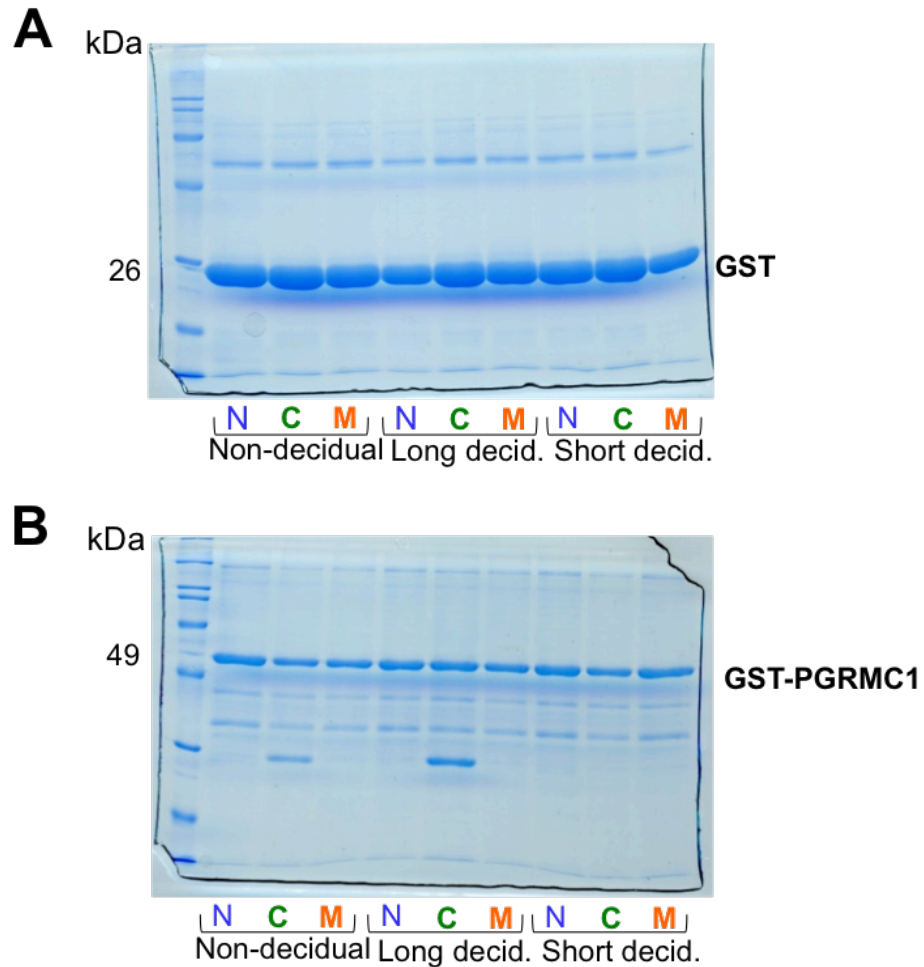 A
kDa
26
GST
N C M N C M N C M
Non-decidual Long decid. Short decid.
B
kDa
49
GST-PGRMC1
N C M N C M N C M
Non-decidual Long decid. Short decid.